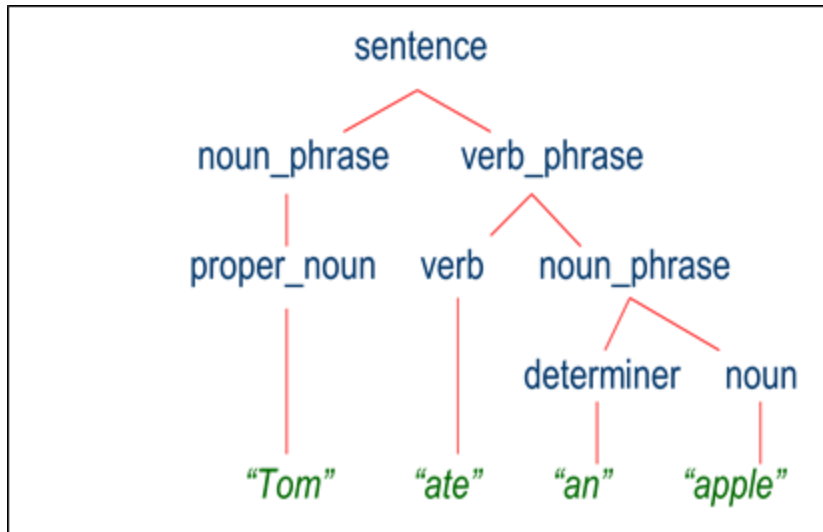 sentence
noun_phrase verb_phrase
proper_noun verb noun_phrase
determiner noun
“Tom” “ate” “an” “apple”